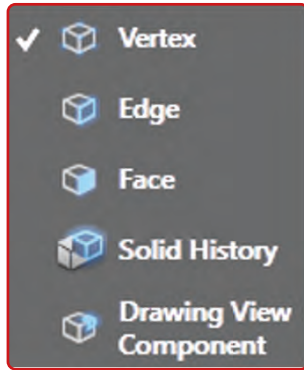 Vertex
Edge
Face
Solid History
Drawing View
Component